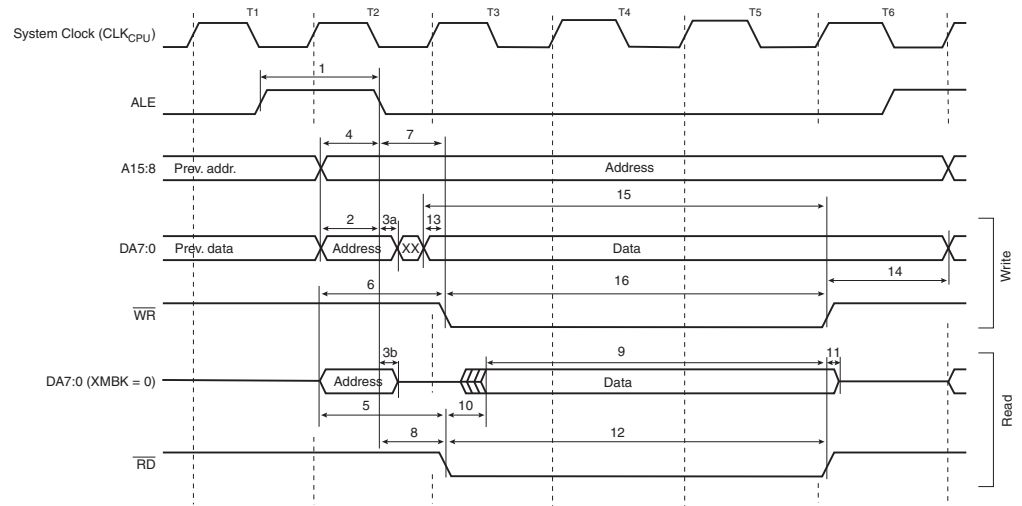 T1 T2 T3 T4 T5 T6
System Clock (CLKCPU)
1
ALE
4 7
A15:8 Prev. addr. Address
15
2 3a 13
DA7:0 Prev. data Address XX Data
14
6 16
WR
Write
3b 9 11
DA7:0 (XMBK = 0) Address Data
5 10
8 12
RD
Read